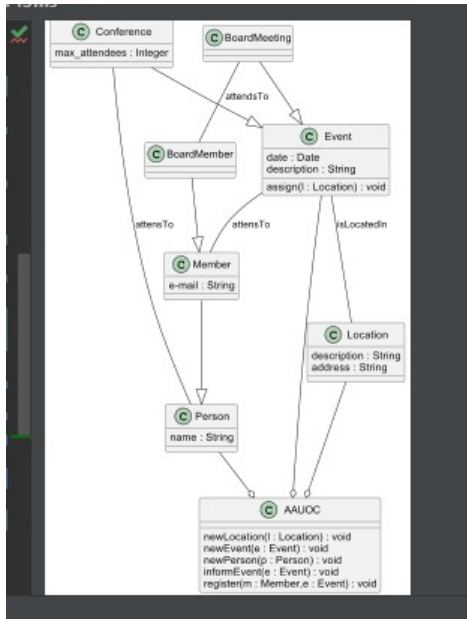 Conference
max_attendees : Integer
BoardMeeting
attendsTo
Event
date : Date
description : String
assign(l : Location) : void
BoardMember
attensTo
attensTo
isLocatedIn
Member
e-mail : String
Location
description : String
address : String
Person
name : String
AAUOC
newLocation(l : Location) : void
newEvent(e : Event) : void
newPerson(p : Person) : void
informEvent(e : Event) : void
register(m : Member,e : Event) : void